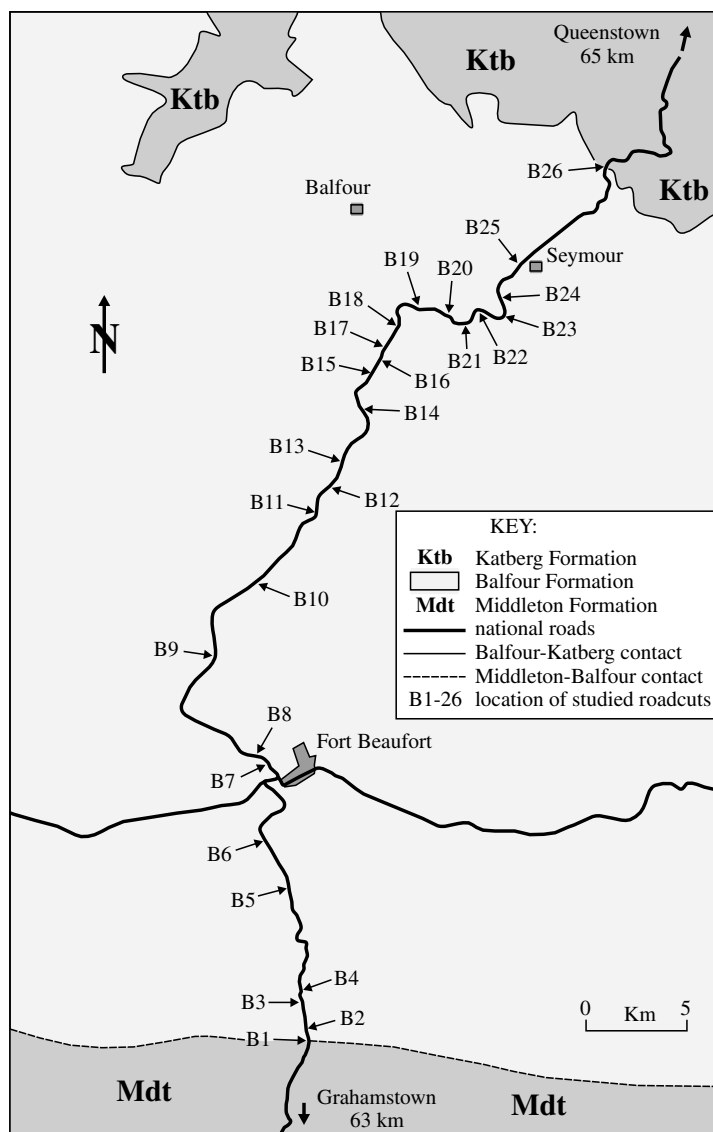 Queenstown
65 km
Ktb
Ktb
B26
Ktb
Balfour
B25
Seymour
B19
B20
B24
B18
B23
B17
B22
B21
B15
B16
N
B14
B13
B12
B11
B10
B9
B8
Fort Beaufort
B7
B6
B5
B4
B3
B2
B1
KEY:
Ktb Katberg Formation
Balfour Formation
Mdt Middleton Formation
national roads
Balfour-Katberg contact
Middleton-Balfour contact
B1-26 location of studied roadcuts
0 Km 5
Mdt
Grahamstown
63 km
Mdt